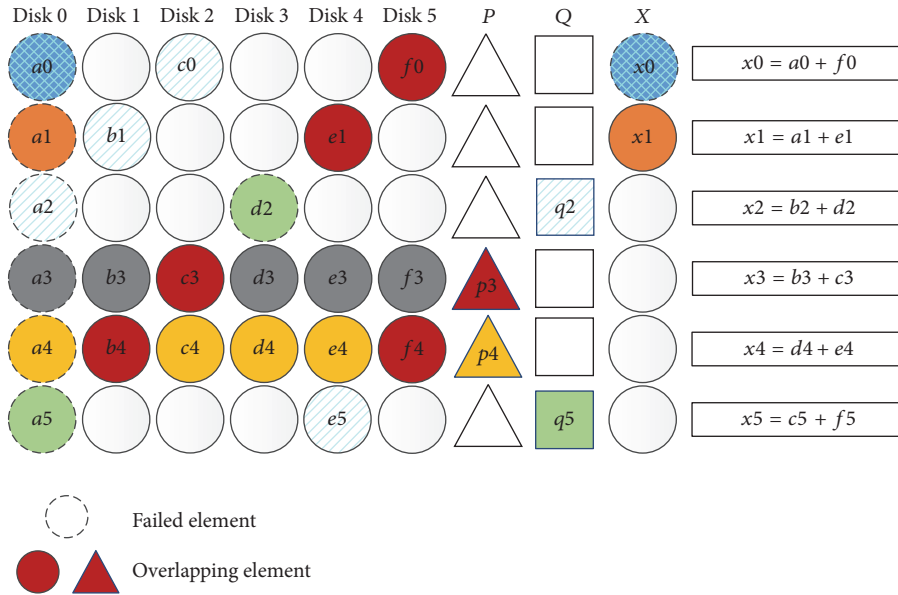 Disk 0 Disk 1 Disk 2 Disk 3 Disk 4 Disk 5 P Q X
a0 c0 f0 x0 x0 = a0 + f0
a1 b1 e1 x1 x1 = a1 + e1
a2 d2 q2 x2 = b2 + d2
a3 b3 c3 d3 e3 f3 p3 x3 = b3 + c3
a4 b4 c4 d4 e4 f4 p4 x4 = d4 + e4
a5 e5 q5 x5 = c5 + f5
Failed element
Overlapping element